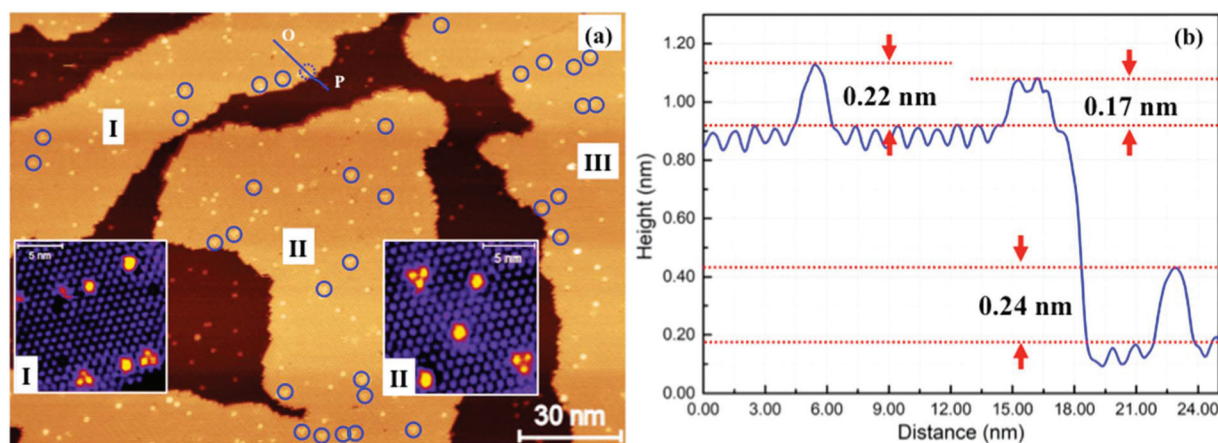 (a)
O
P
I
III
II
5 nm
I
5 nm
II
30 nm
(b)
1.20
1.00
0.80
0.60
0.40
0.20
0.00
Height (nm)
0.22 nm
0.17 nm
0.24 nm
0.00 3.00 6.00 9.00 12.00 15.00 18.00 21.00 24.00
Distance (nm)